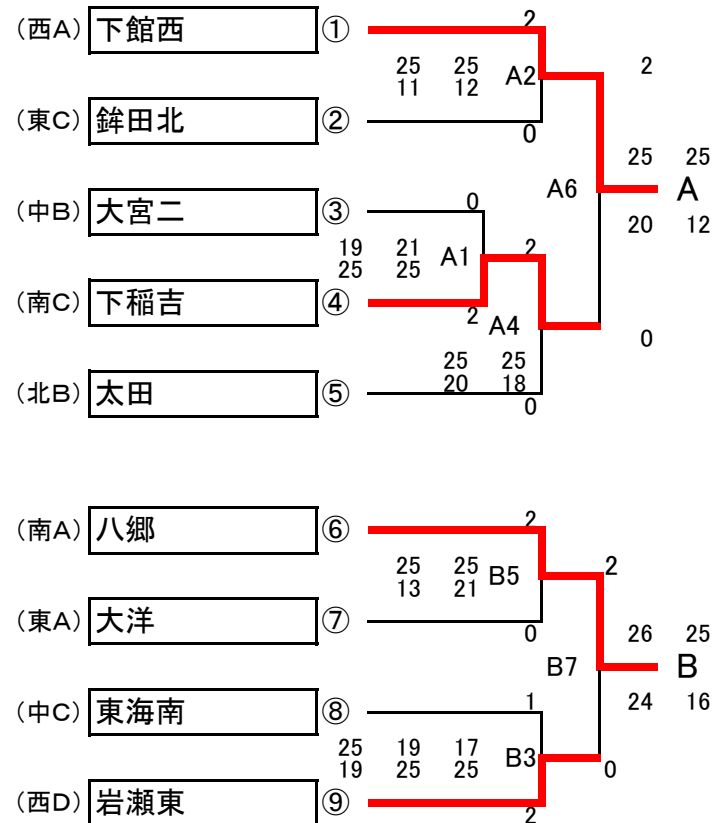 2
(西A) 下館西 ①
25 25 2
11 12 A2
(東C) 鉾田北 ②
0
25 25
A6 A
(中B) 大宮二 ③ 0
20 12
19 21 A1 2
25 25
(南C) 下稲吉 ④
2 A4
0
25 25
20 18
(北B) 太田 ⑤
0
(南A) 八郷 ⑥ 2
25 25 B5 2
13 21
(東A) 大洋 ⑦
0
26 25
B7 B
24 16
(中C) 東海南 ⑧ 1
25 19 17 B3
19 25 25 0
(西D) 岩瀬東 ⑨
2